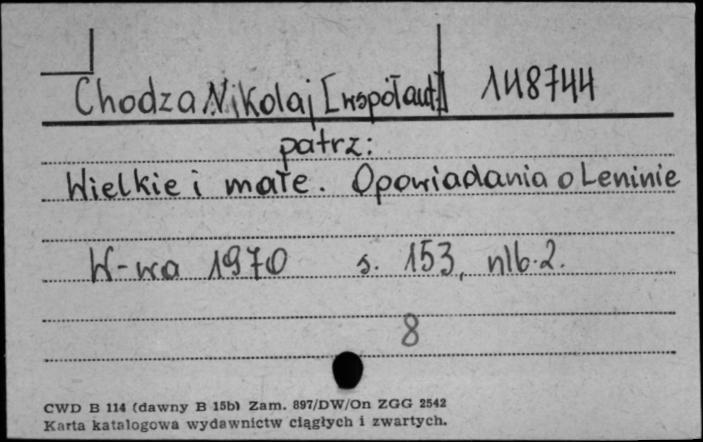 Chodza Nikolaj [współaut.] 148744
patrz:
Wielkie i małe. Opowiadania o Leninie
W-wa 1970 s. 153, nlb. 2.
8
CWD B 114 (dawny B 15b) Zam. 897/DW/On ZGG 2542
Karta katalogowa wydawnictw ciągłych i zwartych.